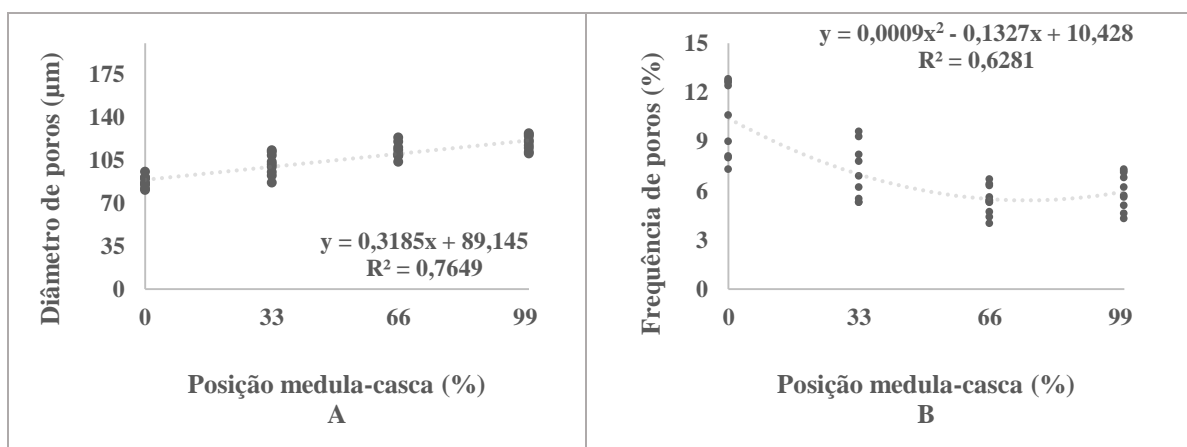 Diâmetro de poros (µm)
175
140
105
70
35
0
y = 0,3185x + 89,145
R² = 0,7649
0 33 66 99
Posição medula-casca (%)
A
Frequência de poros (%)
y = 0,0009x² - 0,1327x + 10,428
R² = 0,6281
15
12
9
6
3
0
0 33 66 99
Posição medula-casca (%)
B